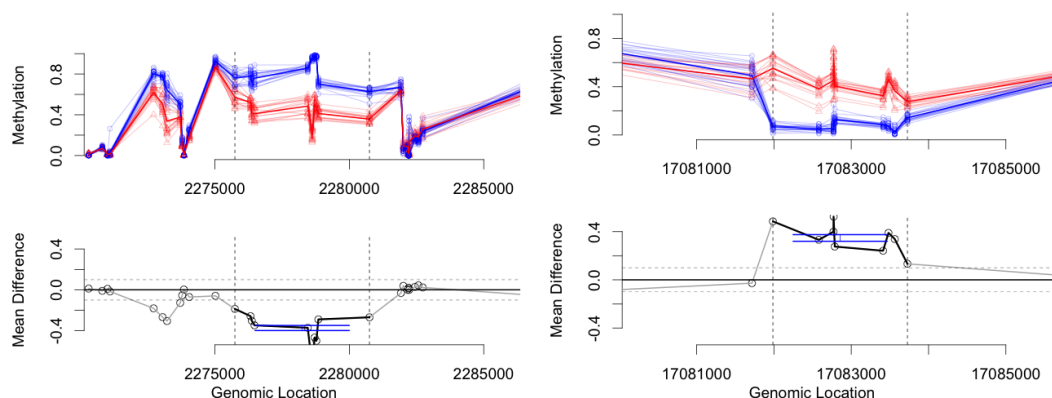 Methylation
0.0 0.4 0.8
2275000 2280000 2285000
Mean Difference
-0.4 0.0 0.4
2275000 2280000 2285000
Genomic Location
Methylation
0.0 0.4 0.8
17081000 17083000 17085000
Mean Difference
-0.4 0.0 0.4
17081000 17083000 17085000
Genomic Location